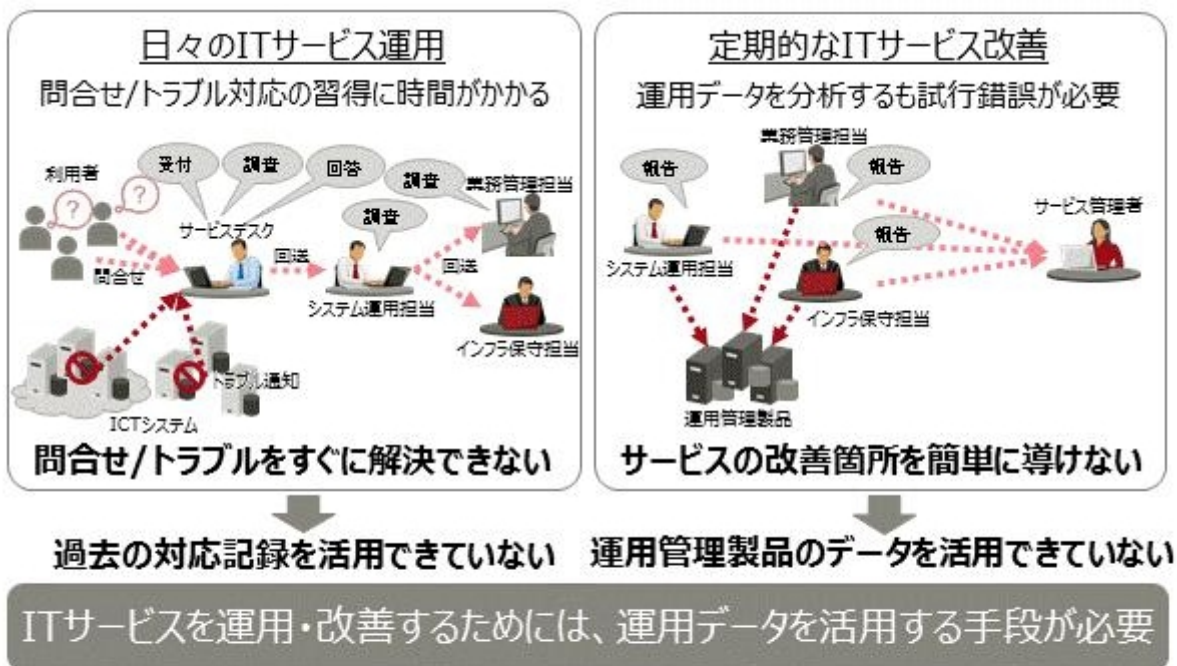 日々のITサービス運用
問合せ/トラブル対応の習得に時間がかかる
受付
調査
回答
調査
利用者
業務管理担当
?
?
調査
サービスデスク
回送
回送
問合せ
システム運用担当
インフラ保守担当
トラブル通知
ICTシステム
問合せ/トラブルをすぐに解決できない
過去の対応記録を活用できていない
定期的なITサービス改善
運用データを分析するも試行錯誤が必要
業務管理担当
報告
報告
サービス管理者
報告
システム運用担当
インフラ保守担当
運用管理製品
サービスの改善箇所を簡単に導けない
運用管理製品のデータを活用できていない
ITサービスを運用・改善するためには、運用データを活用する手段が必要